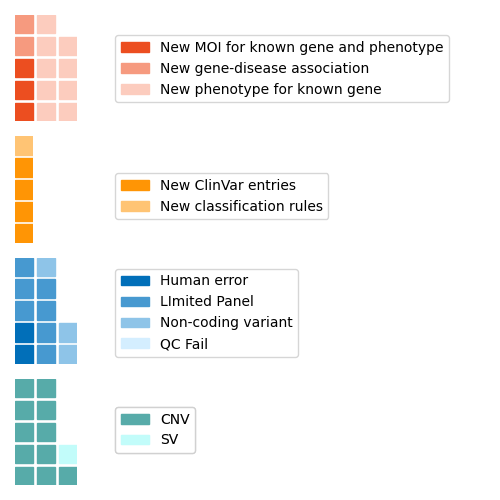 New MOI for known gene and phenotype
New gene-disease association
New phenotype for known gene
New ClinVar entries
New classification rules
Human error
LImited Panel
Non-coding variant
QC Fail
CNV
SV